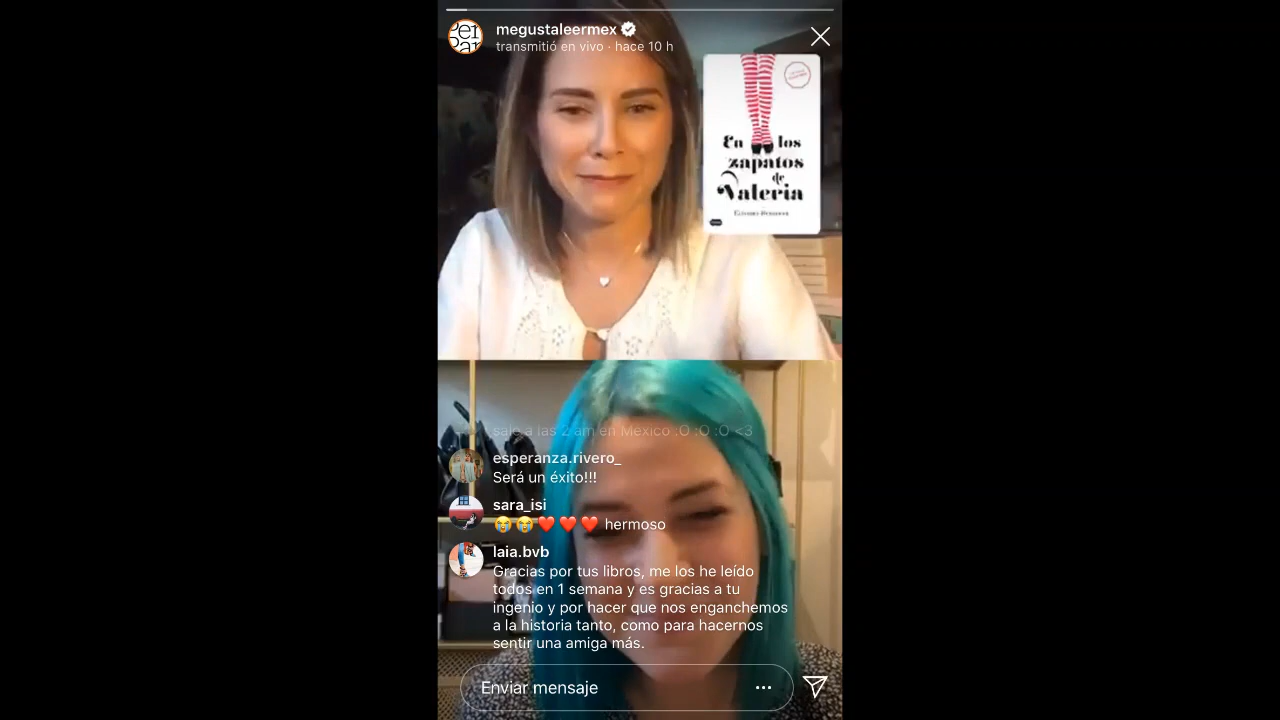 megustaleermex
transmitió en vivo · hace 10 h
En los
zapatos
de
Valeria
sale a las 2 am en México :O :O :O <3
esperanza.rivero_
Será un éxito!!!
sara_isi
😭😭❤️❤️❤️ hermoso
laia.bvb
Gracias por tus libros, me los he leído
todos en 1 semana y es gracias a tu
ingenio y por hacer que nos enganchemos
a la historia tanto, como para hacernos
sentir una amiga más.
Enviar mensaje